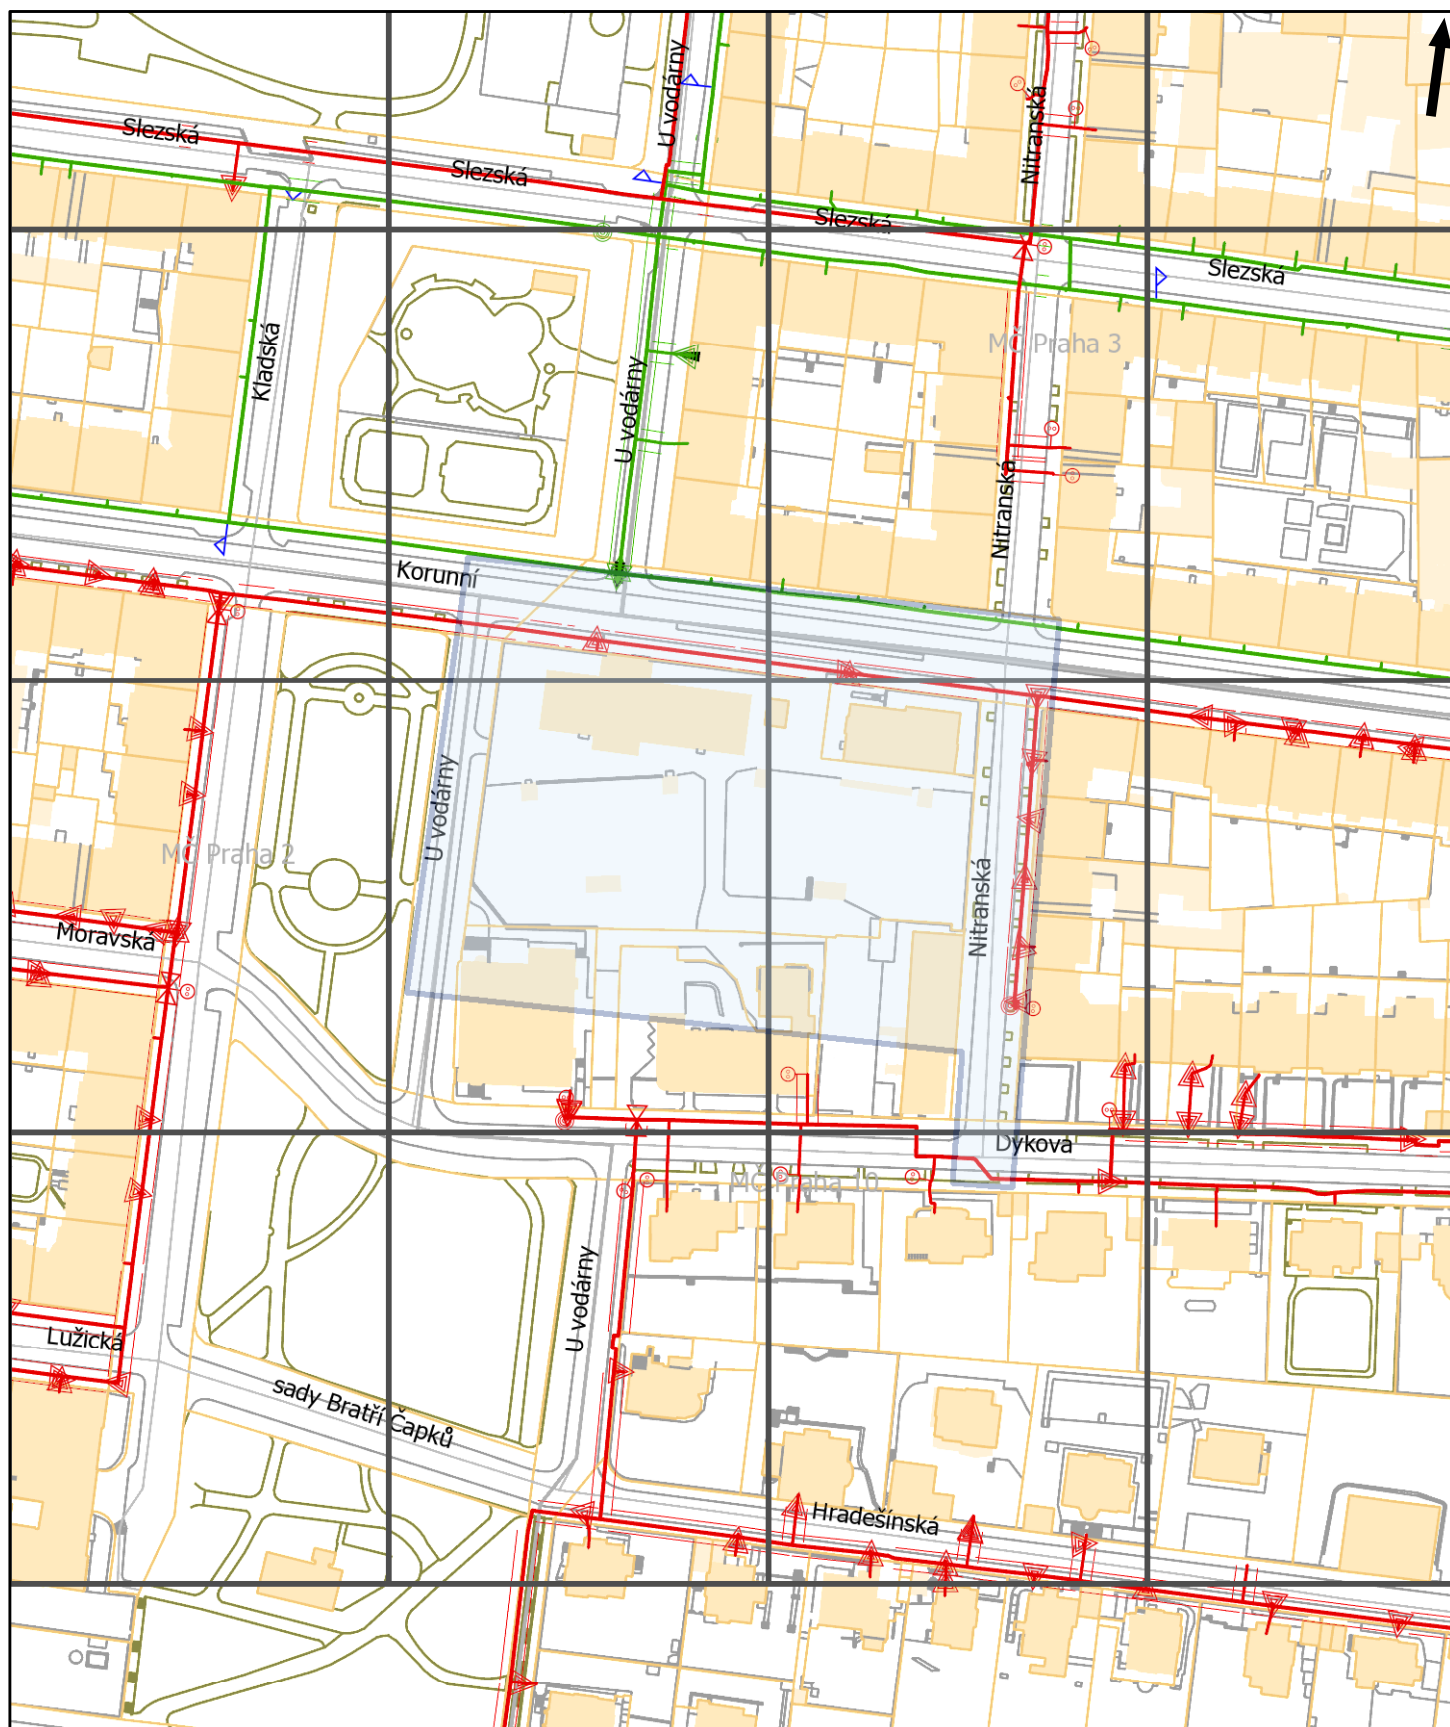 U vodárny
Nitranská
Slezská
Slezská
Slezská
Slezská
Kladská
MČ Praha 3
U vodárny
Nitranská
Korunní
U vodárny
MČ Praha 2
Nitranská
Moravská
Dykova
MČ Praha 10
U vodárny
Lužická
sady Bratří Čapků
Hradešínská